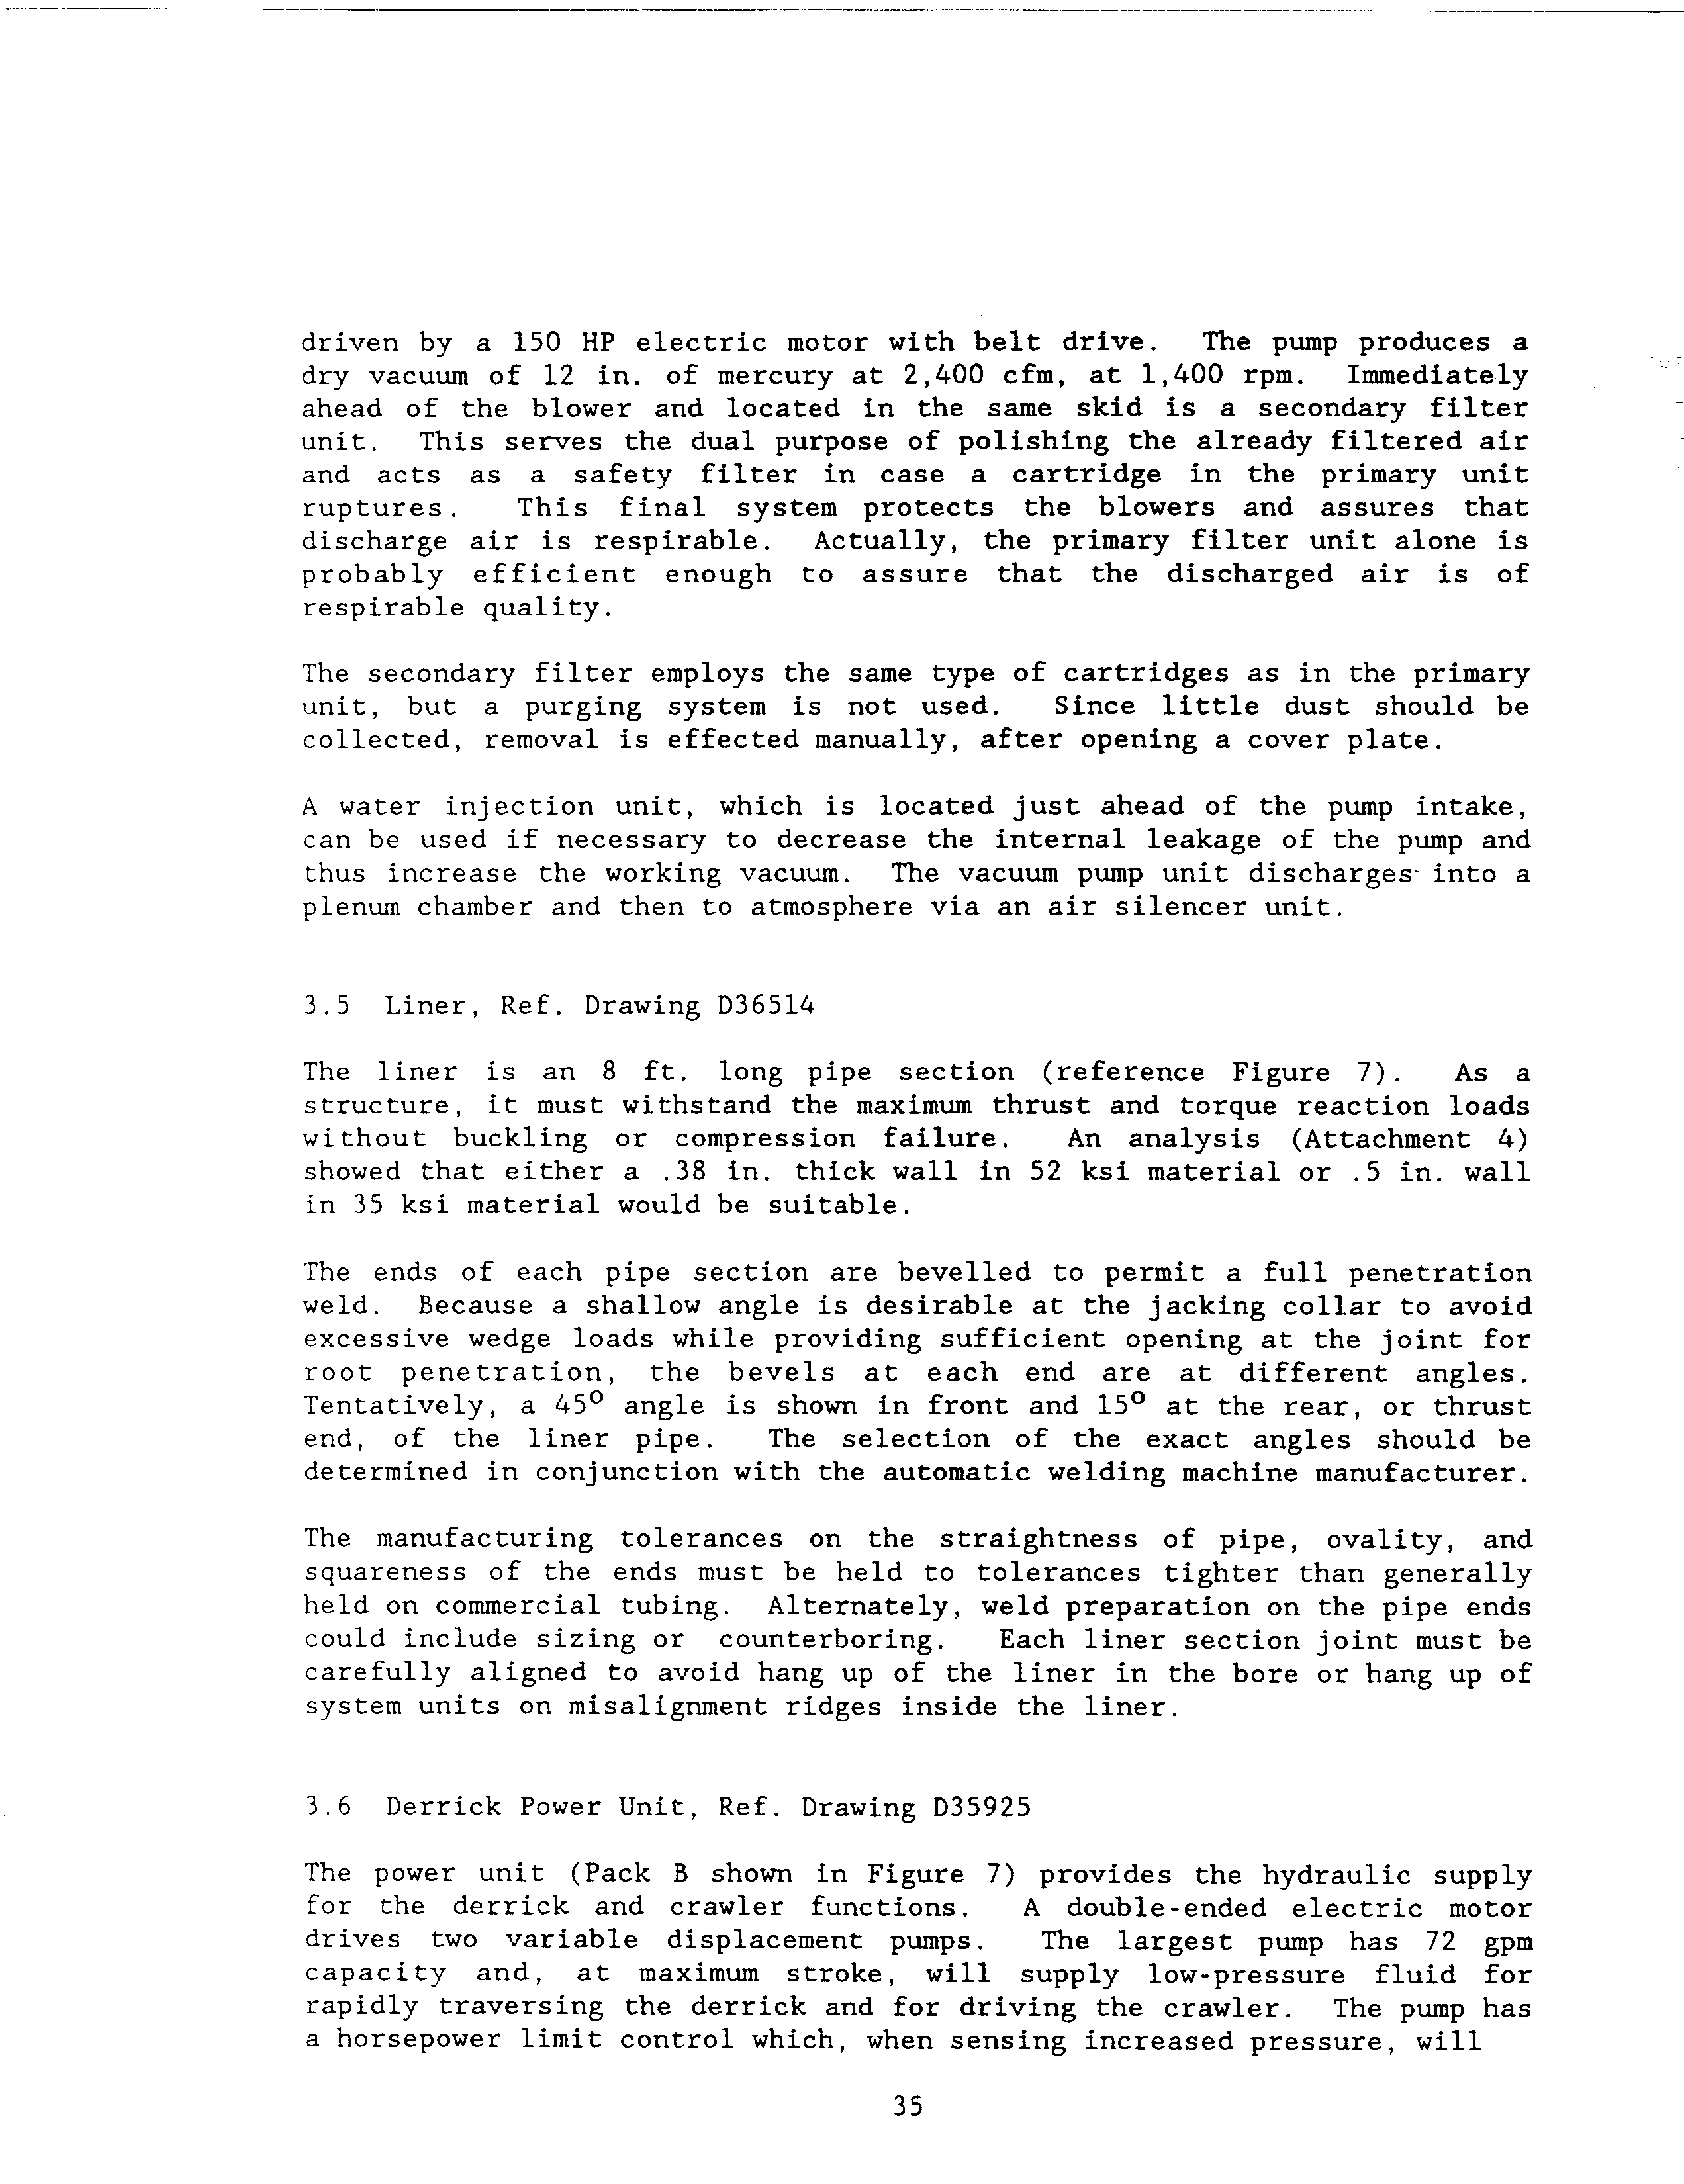 driven by a 150 HP electric motor with belt drive. The pump produces a
dry vacuum of 12 in. of mercury at 2,400 cfm, at 1,400 rpm. Immediately
ahead of the blower and located in the same skid is a secondary filter
unit. This serves the dual purpose of polishing the already filtered air
and acts as a safety filter in case a cartridge in the primary unit
ruptures. This final system protects the blowers and assures that
discharge air is respirable. Actually, the primary filter unit alone is
probably efficient enough to assure that the discharged air is of
respirable quality.
The secondary filter employs the same type of cartridges as in the primary
unit, but a purging system is not used. Since little dust should be
collected, removal is effected manually, after opening a cover plate.
A water injection unit, which is located just ahead of the pump intake,
can be used if necessary to decrease the internal leakage of the pump and
thus increase the working vacuum. The vacuum pump unit discharges into a
plenum chamber and then to atmosphere via an air silencer unit.
3.5 Liner, Ref. Drawing D36514
The liner is an 8 ft. long pipe section (reference Figure 7). As a
structure, it must withstand the maximum thrust and torque reaction loads
without buckling or compression failure. An analysis (Attachment 4)
showed that either a .38 in. thick wall in 52 ksi material or .5 in. wall
in 35 ksi material would be suitable.
The ends of each pipe section are bevelled to permit a full penetration
weld. Because a shallow angle is desirable at the jacking collar to avoid
excessive wedge loads while providing sufficient opening at the joint for
root penetration, the bevels at each end are at different angles.
Tentatively, a 45º angle is shown in front and 15º at the rear, or thrust
end, of the liner pipe. The selection of the exact angles should be
determined in conjunction with the automatic welding machine manufacturer.
The manufacturing tolerances on the straightness of pipe, ovality, and
squareness of the ends must be held to tolerances tighter than generally
held on commercial tubing. Alternately, weld preparation on the pipe ends
could include sizing or counterboring. Each liner section joint must be
carefully aligned to avoid hang up of the liner in the bore or hang up of
system units on misalignment ridges inside the liner.
3.6 Derrick Power Unit, Ref. Drawing D35925
The power unit (Pack B shown in Figure 7) provides the hydraulic supply
for the derrick and crawler functions. A double-ended electric motor
drives two variable displacement pumps. The largest pump has 72 gpm
capacity and, at maximum stroke, will supply low-pressure fluid for
rapidly traversing the derrick and for driving the crawler. The pump has
a horsepower limit control which, when sensing increased pressure, will
35